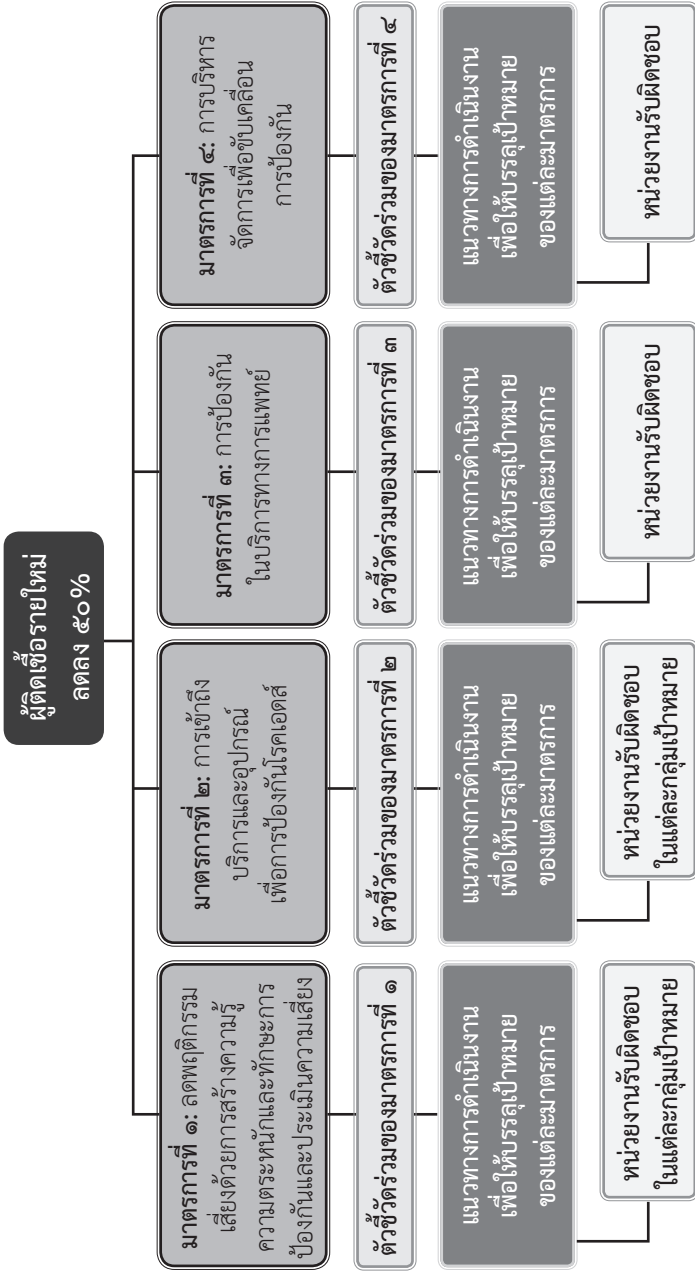 ผู้ติดเชื้อรายใหม่
ลดลง ๕๐%
มาตรการที่ ๑: ลดพฤติกรรม
เสี่ยงด้วยการสร้างความรู้
ความตระหนักและทักษะการ
ป้องกันและประเมินความเสี่ยง
ตัวชี้วัดร่วมของมาตรการที่ ๑
แนวทางการดำเนินงาน
เพื่อให้บรรลุเป้าหมาย
ของแต่ละมาตรการ
หน่วยงานรับผิดชอบ
ในแต่ละกลุ่มเป้าหมาย
มาตรการที่ ๒: การเข้าถึง
บริการและอุปกรณ์
เพื่อการป้องกันโรคเอดส์
ตัวชี้วัดร่วมของมาตรการที่ ๒
แนวทางการดำเนินงาน
เพื่อให้บรรลุเป้าหมาย
ของแต่ละมาตรการ
หน่วยงานรับผิดชอบ
ในแต่ละกลุ่มเป้าหมาย
มาตรการที่ ๓: การป้องกัน
ในบริการทางการแพทย์
ตัวชี้วัดร่วมของมาตรการที่ ๓
แนวทางการดำเนินงาน
เพื่อให้บรรลุเป้าหมาย
ของแต่ละมาตรการ
หน่วยงานรับผิดชอบ
มาตรการที่ ๔: การบริหาร
จัดการเพื่อขับเคลื่อน
การป้องกัน
ตัวชี้วัดร่วมของมาตรการที่ ๔
แนวทางการดำเนินงาน
เพื่อให้บรรลุเป้าหมาย
ของแต่ละมาตรการ
หน่วยงานรับผิดชอบ